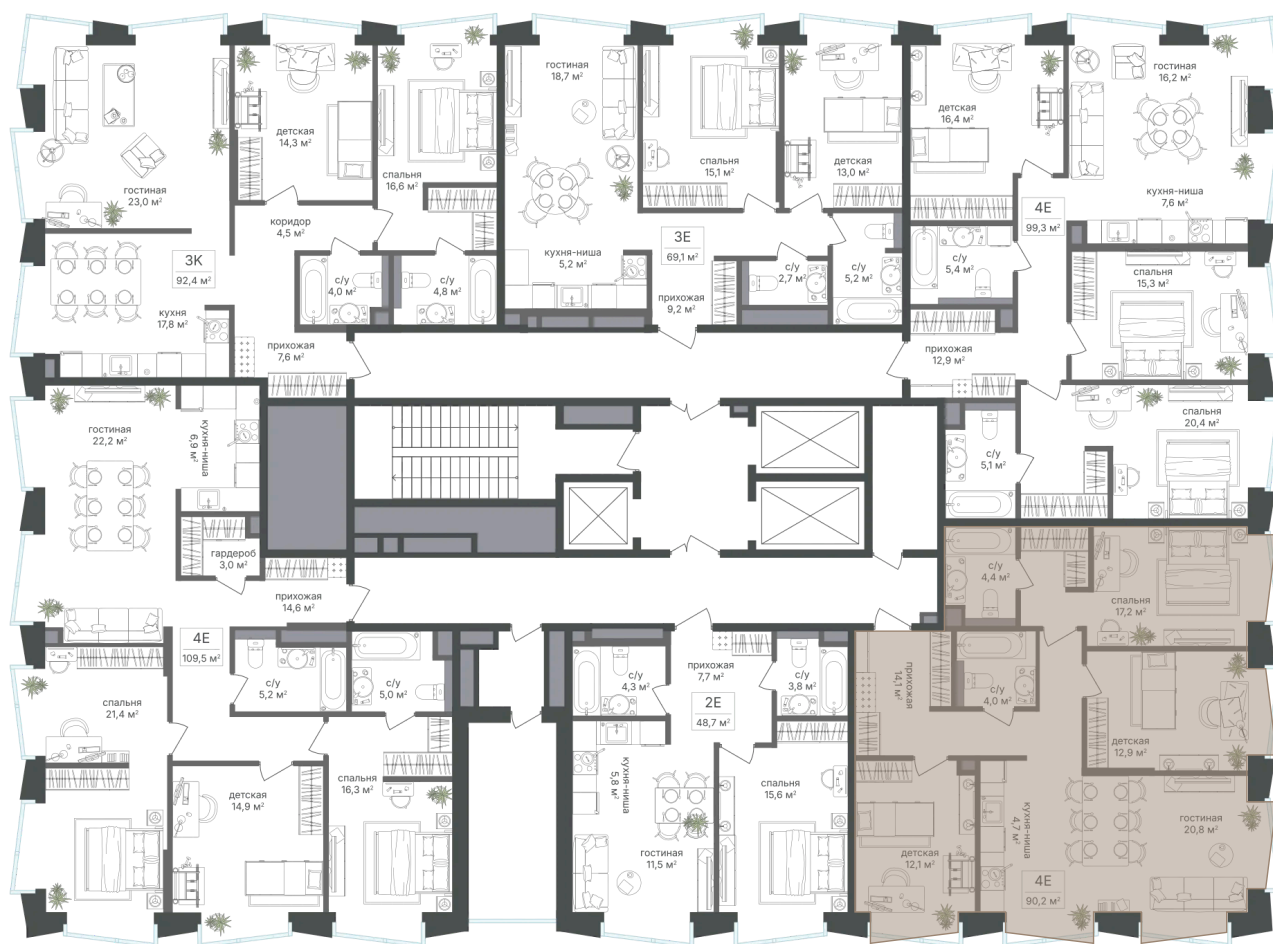 гостиная
23,0 м²
кухня
17,8 м²
3К
92,4 м²
детская
14,3 м²
коридор
4,5 м²
спальня
16,6 м²
с/у
4,0 м²
с/у
4,8 м²
прихожая
7,6 м²
гостиная
18,7 м²
кухня-ниша
5,2 м²
3Е
69,1 м²
спальня
15,1 м²
детская
13,0 м²
прихожая
9,2 м²
с/у
2,7 м²
с/у
5,2 м²
детская
16,4 м²
гостиная
16,2 м²
кухня-ниша
7,6 м²
4Е
99,3 м²
с/у
5,4 м²
спальня
15,3 м²
прихожая
12,9 м²
спальня
20,4 м²
с/у
5,1 м²
гостиная
22,2 м²
кухня-ниша
6,9 м²
гардероб
3,0 м²
прихожая
14,6 м²
4Е
109,5 м²
с/у
5,2 м²
с/у
5,0 м²
спальня
21,4 м²
детская
14,9 м²
спальня
16,3 м²
с/у
4,3 м²
прихожая
7,7 м²
с/у
3,8 м²
2Е
48,7 м²
кухня-ниша
5,8 м²
гостиная
11,5 м²
спальня
15,6 м²
с/у
4,4 м²
спальня
17,2 м²
прихожая
14,1 м²
с/у
4,0 м²
детская
12,9 м²
детская
12,1 м²
кухня-ниша
4,7 м²
гостиная
20,8 м²
4Е
90,2 м²